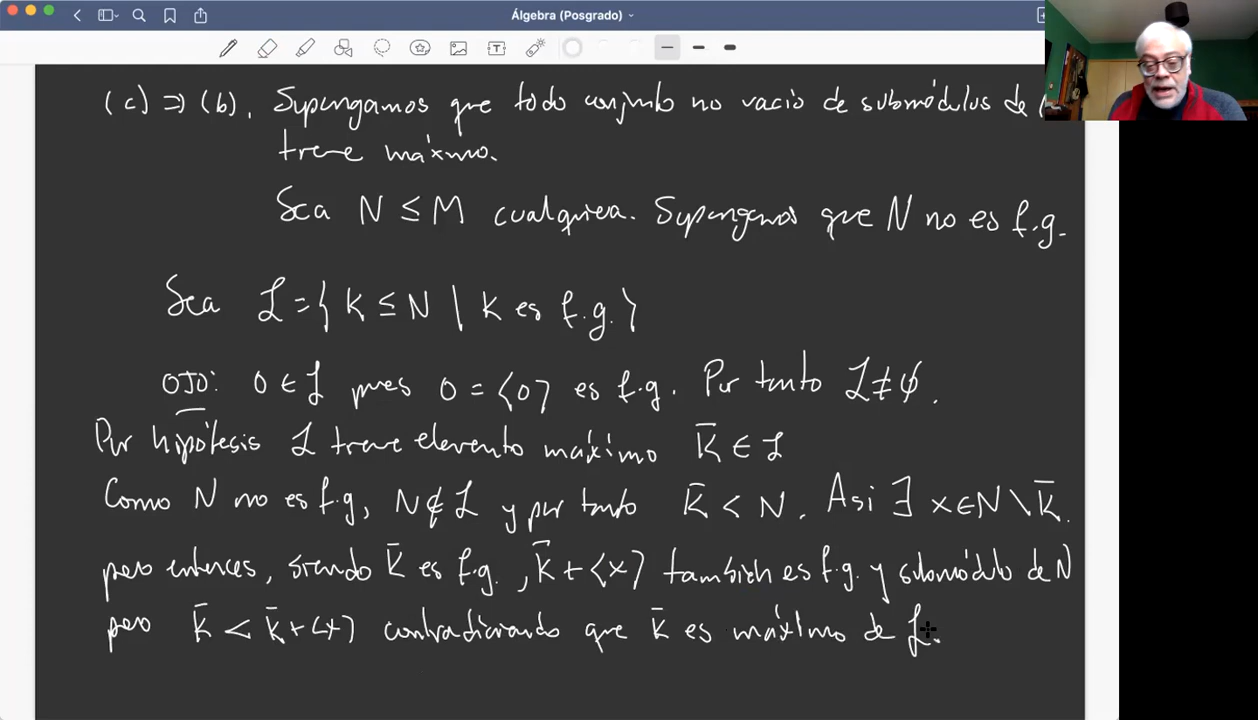 Álgebra (Posgrado)
(c) ⇒ (b). Supongamos que todo conjunto no vacío de submódulos de
tiene máximo.
Sea N ≤ M cualquiera. Supongamos que N no es f.g.
Sea ℒ = { K ≤ N | K es f.g. }
OJO: 0 ∈ ℒ pues 0 = ⟨0⟩ es f.g. Por tanto ℒ ≠ ∅.
Por hipótesis ℒ tiene elemento máximo K̄ ∈ ℒ
Como N no es f.g, N ∉ ℒ y por tanto K̄ < N. Asi ∃ x ∈ N \ K̄.
pero entonces, siendo K̄ es f.g., K̄ + ⟨x⟩ también es f.g. y submódulo de N
pero K̄ < K̄ + ⟨x⟩ contradiciendo que K̄ es máximo de ℒ.